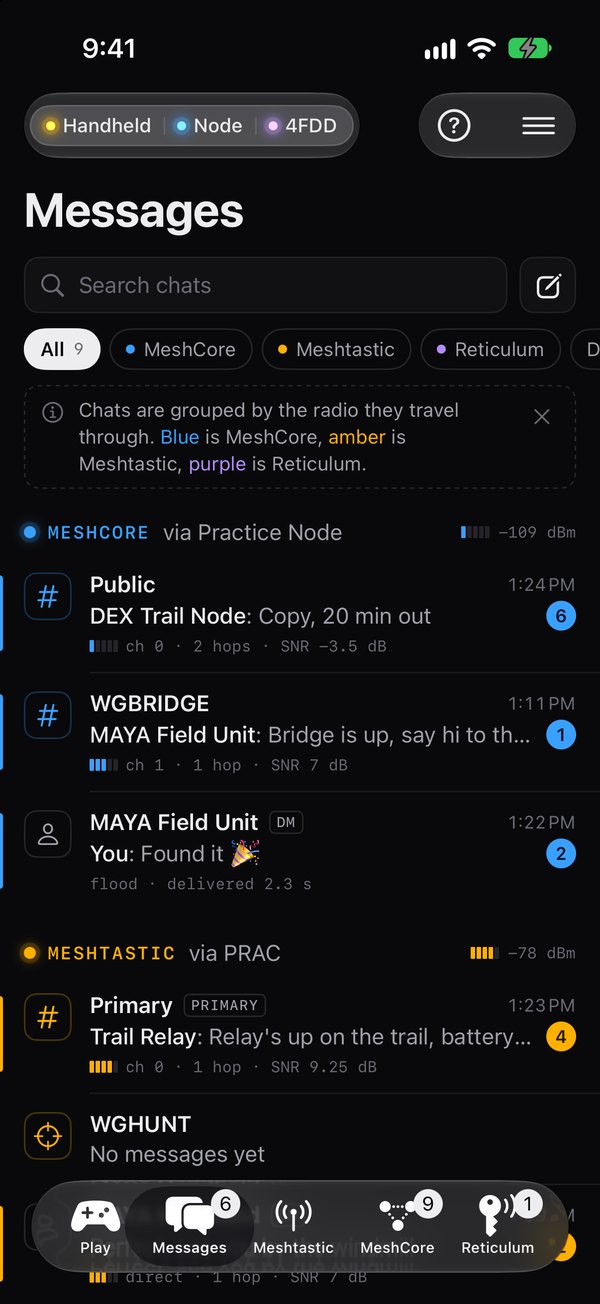 9:41
Handheld | Node | 4FDD
?
Messages
Search chats
All 9 MeshCore Meshtastic Reticulum D
Chats are grouped by the radio they travel
through. Blue is MeshCore, amber is
Meshtastic, purple is Reticulum.
MESHCORE via Practice Node −109 dBm
# Public 1:24 PM
DEX Trail Node: Copy, 20 min out 6
ch 0 · 2 hops · SNR −3.5 dB
# WGBRIDGE 1:11 PM
MAYA Field Unit: Bridge is up, say hi to th... 1
ch 1 · 1 hop · SNR 7 dB
MAYA Field Unit DM 1:22 PM
You: Found it 🎉 2
flood · delivered 2.3 s
MESHTASTIC via PRAC −78 dBm
# Primary PRIMARY 1:23 PM
Trail Relay: Relay's up on the trail, battery... 4
ch 0 · 1 hop · SNR 9.25 dB
WGHUNT
No messages yet
6 9 1
Play Messages Meshtastic MeshCore Reticulum
direct · 1 hop · SNR 7 dB